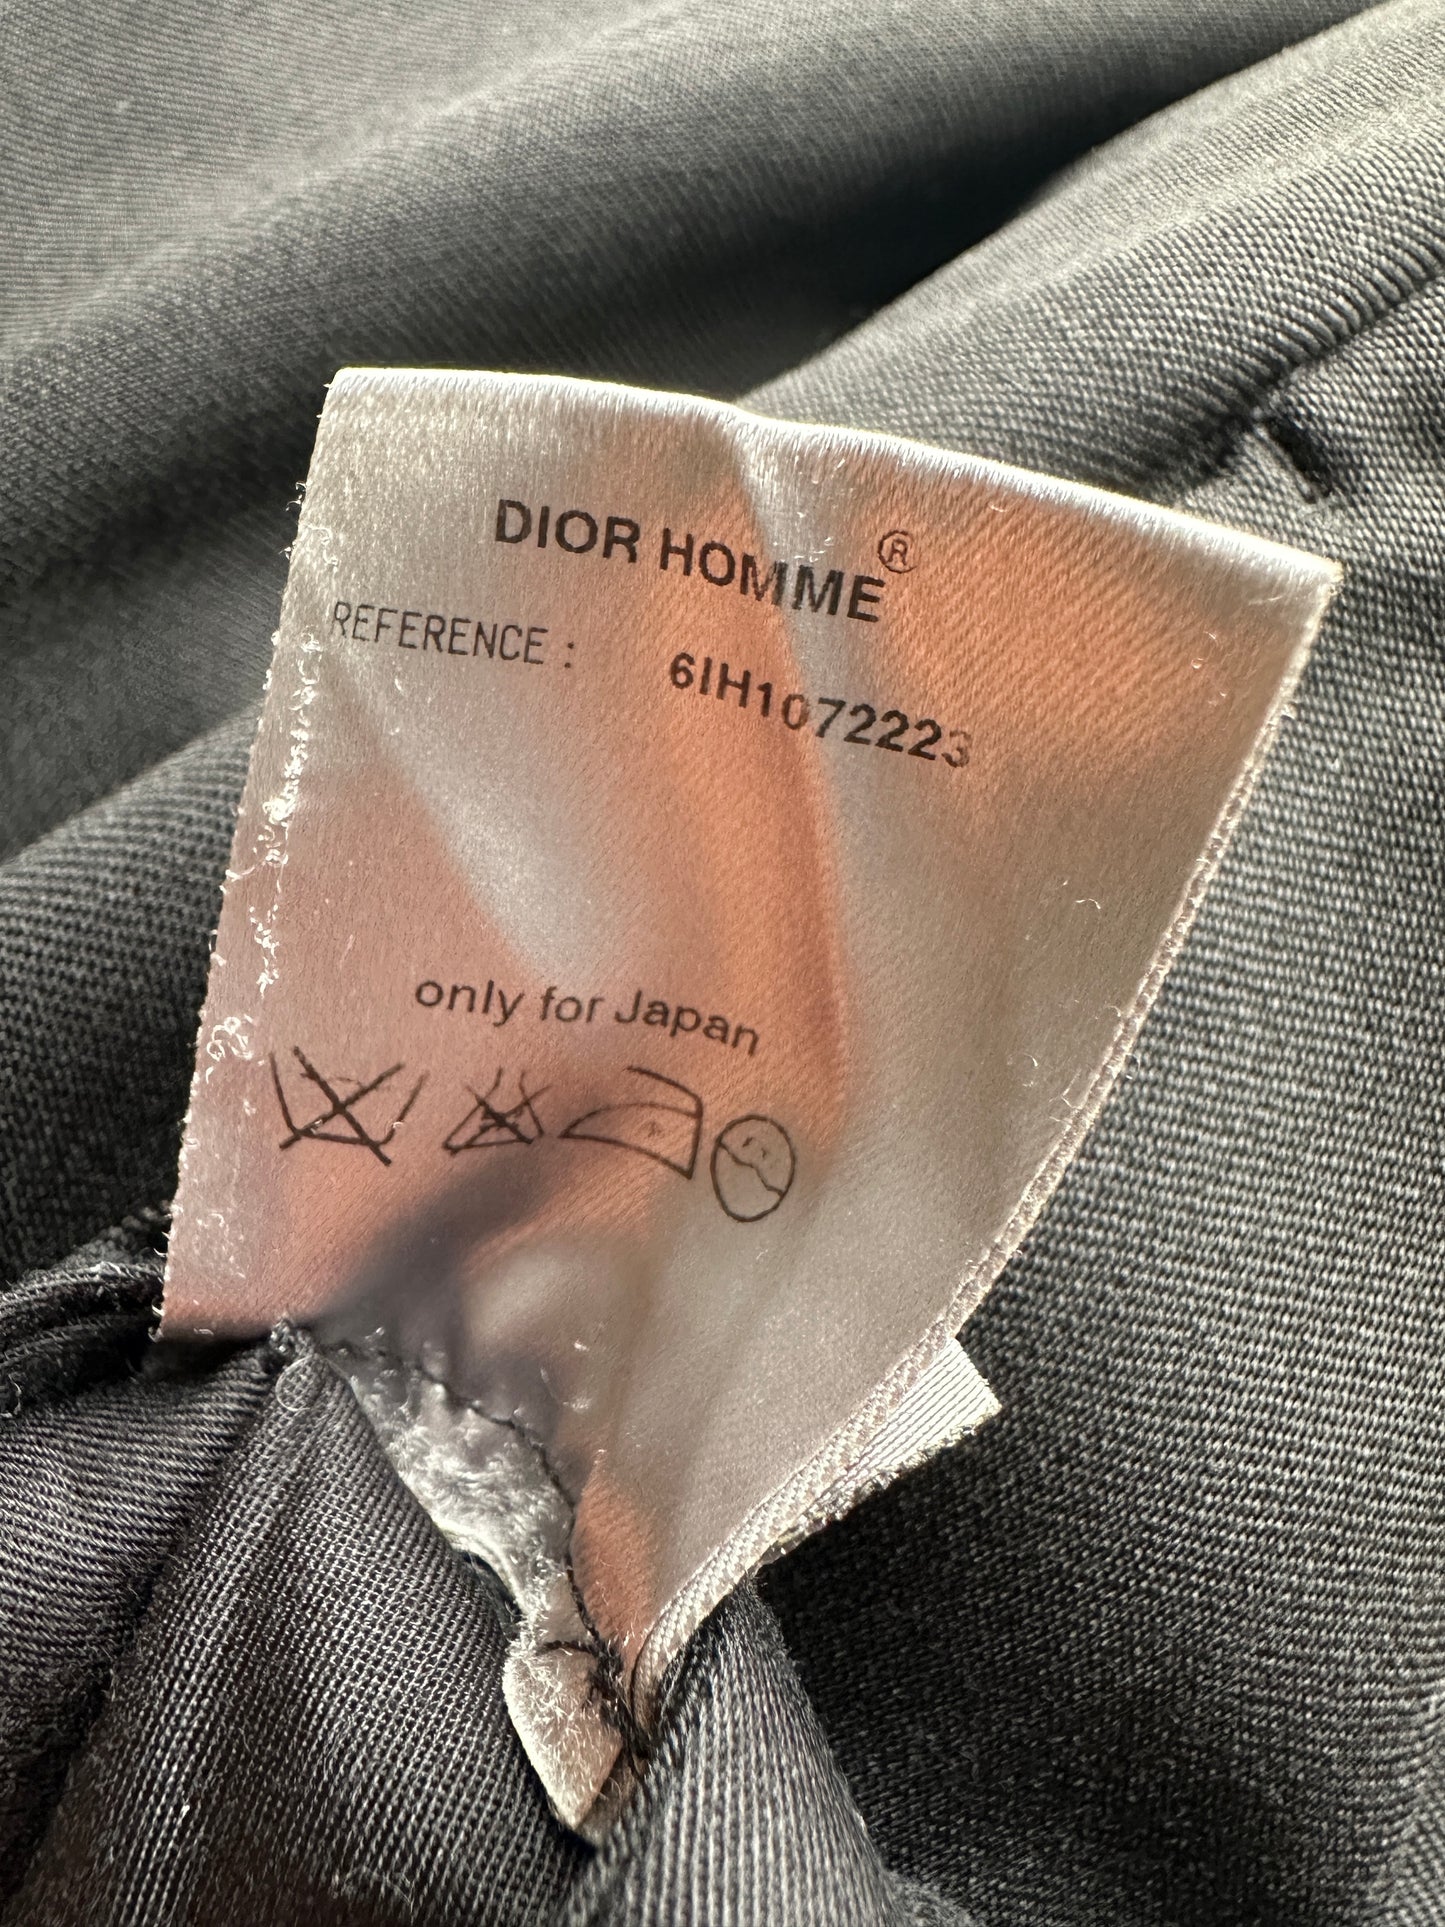 DIOR HOMME®
REFERENCE : 6IH1072223
only for Japan